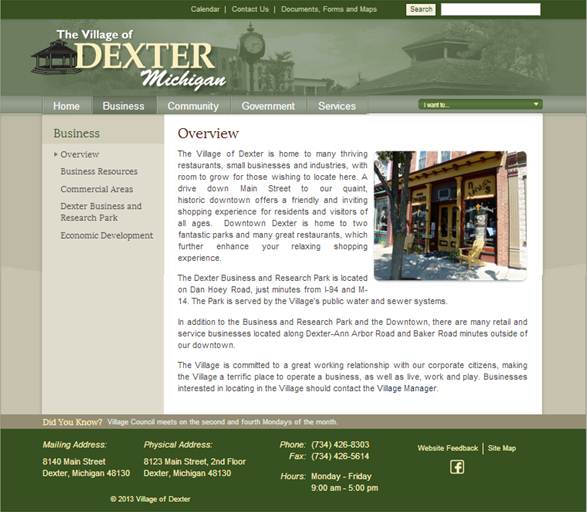 Calendar | Contact Us | Documents, Forms and Maps
Search
The Village of
DEXTER
Michigan
Home
Business
Community
Government
Services
I want to...
Business
Overview
Business Resources
Commercial Areas
Dexter Business and
Research Park
Economic Development
Overview
The Village of Dexter is home to many thriving
restaurants, small businesses and industries, with
room to grow for those wishing to locate here. A
drive down Main Street to our quaint,
historic downtown offers a friendly and inviting
shopping experience for residents and visitors of
all ages. Downtown Dexter is home to two
fantastic parks and many great restaurants, which
further enhance your relaxing shopping
experience.
The Dexter Business and Research Park is located
on Dan Hoey Road, just minutes from I-94 and M-
14. The Park is served by the Village's public water and sewer systems.
In addition to the Business and Research Park and the Downtown, there are many retail and
service businesses located along Dexter-Ann Arbor Road and Baker Road minutes outside of
our downtown.
The Village is committed to a great working relationship with our corporate citizens, making
the Village a terrific place to operate a business, as well as live, work and play. Businesses
interested in locating in the Village should contact the Village Manager.
Did You Know? Village Council meets on the second and fourth Mondays of the month.
Mailing Address:
8140 Main Street
Dexter, Michigan 48130
Physical Address:
8123 Main Street, 2nd Floor
Dexter, Michigan 48130
Phone: (734) 426-8303
Fax: (734) 426-5614
Hours: Monday - Friday
9:00 am - 5:00 pm
Website Feedback | Site Map
© 2013 Village of Dexter